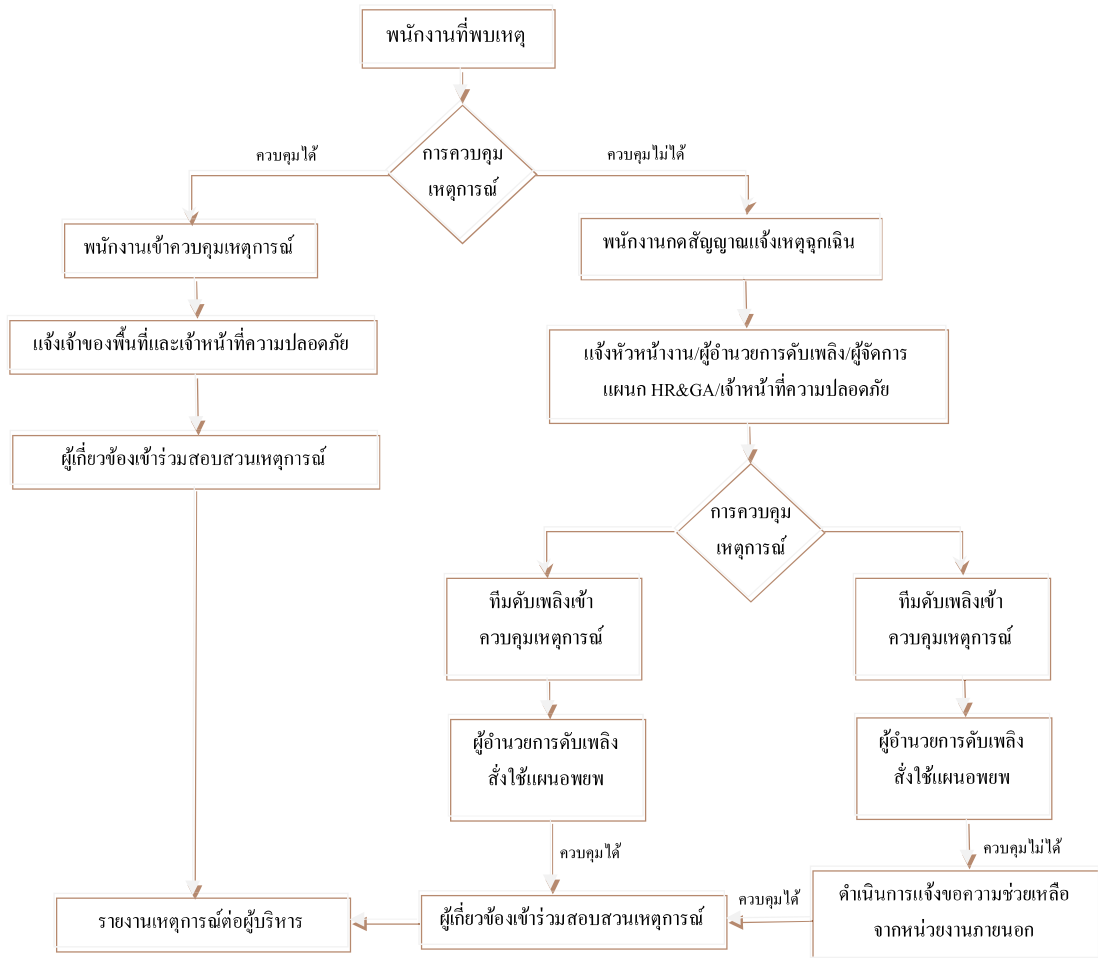 พนักงานที่พบเหตุ
การควบคุม
เหตุการณ์
ควบคุมได้
ควบคุมไม่ได้
พนักงานเข้าควบคุมเหตุการณ์
แจ้งเจ้าของพื้นที่และเจ้าหน้าที่ความปลอดภัย
ผู้เกี่ยวข้องเข้าร่วมสอบสวนเหตุการณ์
พนักงานกดสัญญาณแจ้งเหตุฉุกเฉิน
แจ้งหัวหน้างาน/ผู้อำนวยการดับเพลิง/ผู้จัดการ
แผนก HR&GA/เจ้าหน้าที่ความปลอดภัย
การควบคุม
เหตุการณ์
ทีมดับเพลิงเข้า
ควบคุมเหตุการณ์
ผู้อำนวยการดับเพลิง
สั่งใช้แผนอพยพ
ควบคุมได้
ทีมดับเพลิงเข้า
ควบคุมเหตุการณ์
ผู้อำนวยการดับเพลิง
สั่งใช้แผนอพยพ
ควบคุมไม่ได้
ดำเนินการแจ้งขอความช่วยเหลือ
จากหน่วยงานภายนอก
ควบคุมได้
ผู้เกี่ยวข้องเข้าร่วมสอบสวนเหตุการณ์
รายงานเหตุการณ์ต่อผู้บริหาร